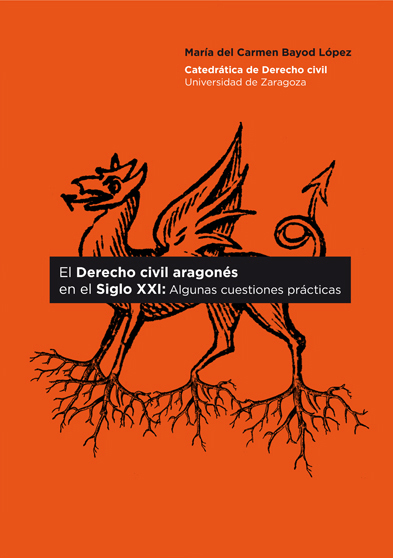 María del Carmen Bayod López
Catedrática de Derecho civil
Universidad de Zaragoza
El Derecho civil aragonés
en el Siglo XXI: Algunas cuestiones prácticas